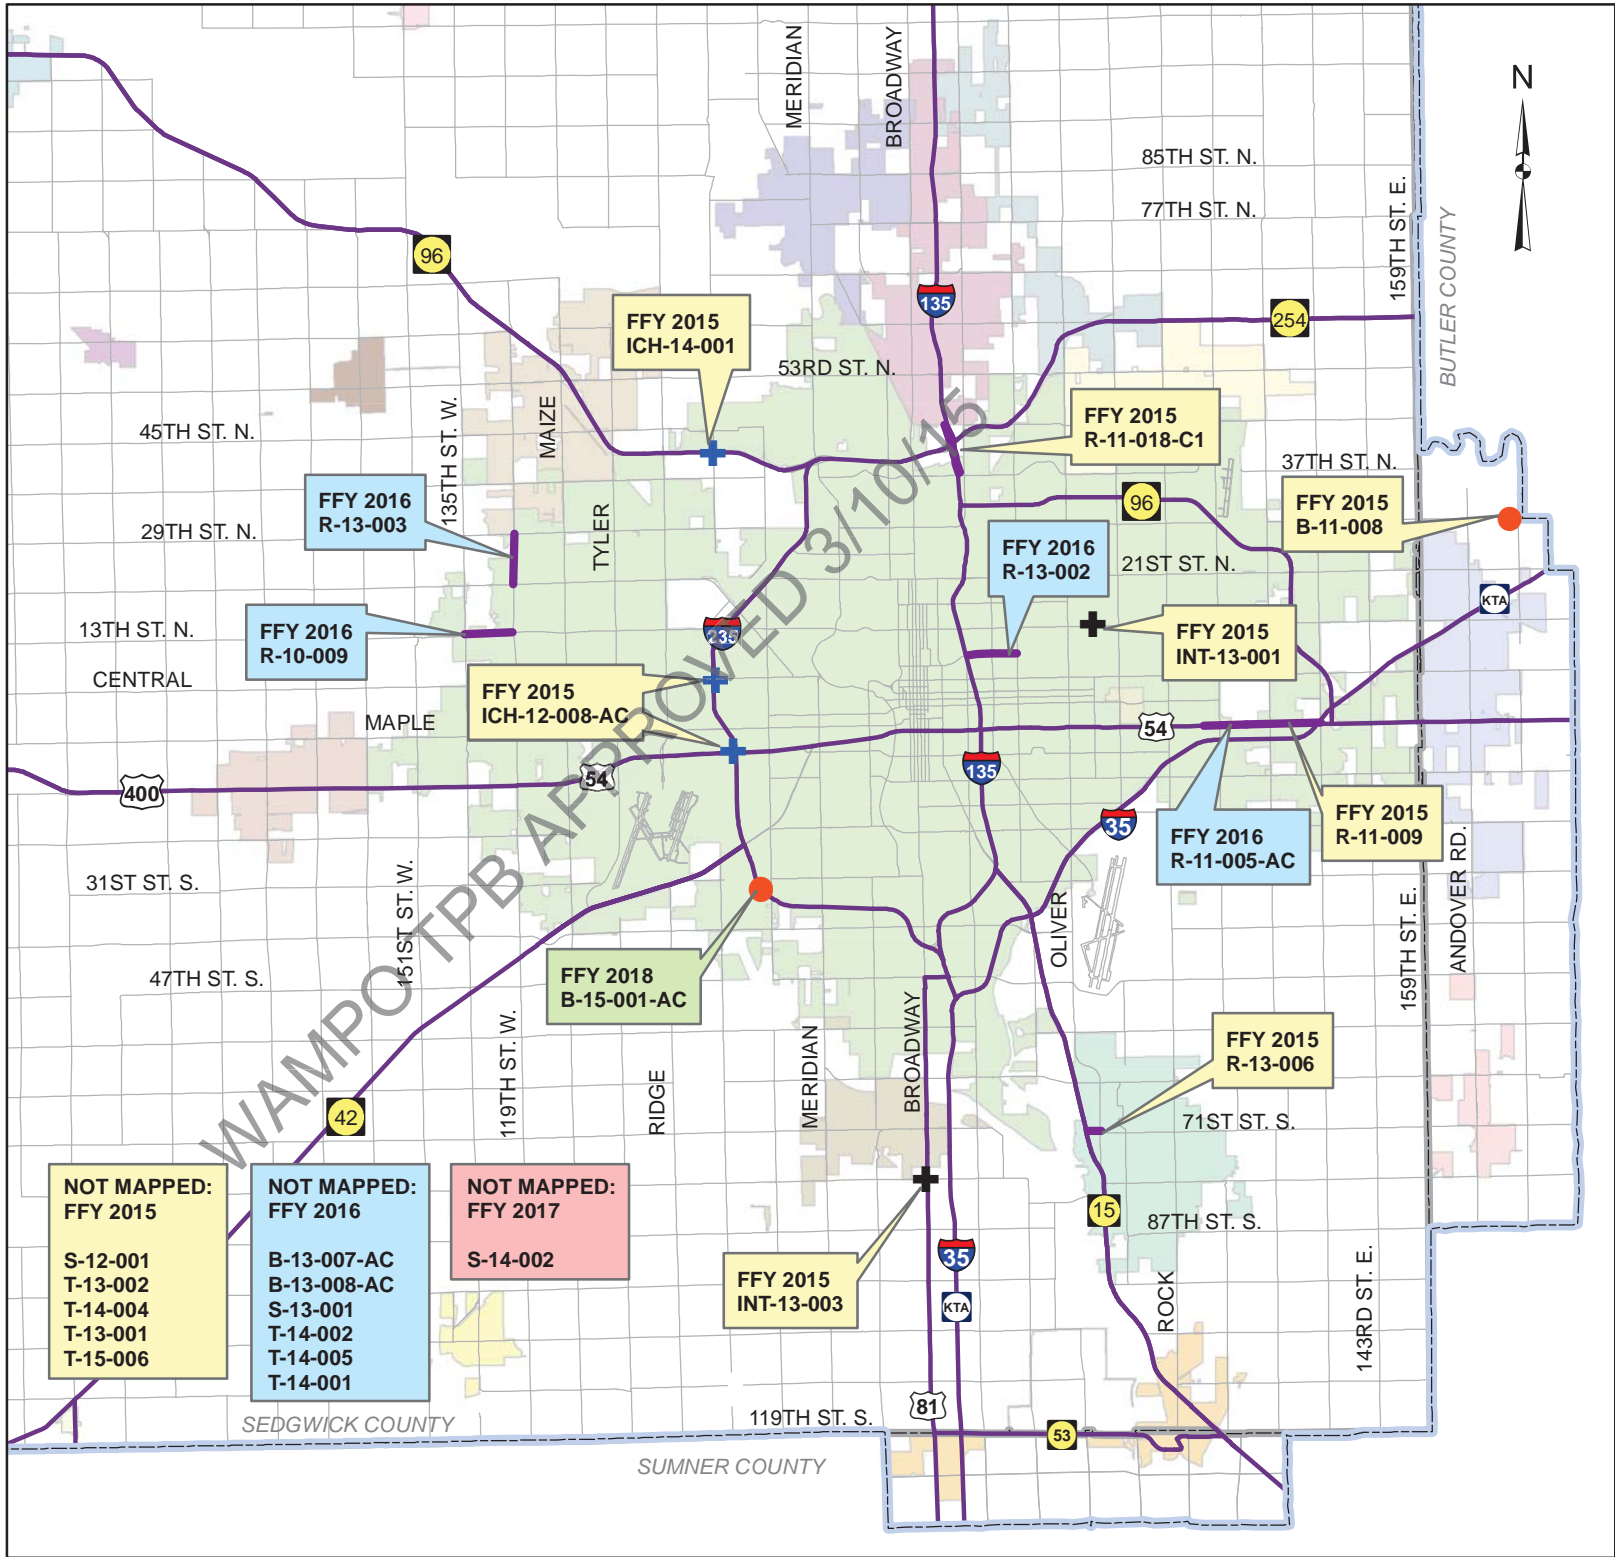 MERIDIAN
BROADWAY
N
85TH ST. N.
77TH ST. N.
159TH ST. E.
BUTLER COUNTY
96
135
254
FFY 2015
ICH-14-001
53RD ST. N.
FFY 2015
R-11-018-C1
45TH ST. N.
135TH ST. W.
MAIZE
37TH ST. N.
FFY 2016
R-13-003
TYLER
96
FFY 2015
B-11-008
29TH ST. N.
FFY 2016
R-13-002
21ST ST. N.
KTA
13TH ST. N.
FFY 2016
R-10-009
235
FFY 2015
INT-13-001
CENTRAL
FFY 2015
ICH-12-008-AC
MAPLE
54
400
54
135
35
FFY 2016
R-11-005-AC
FFY 2015
R-11-009
31ST ST. S.
151ST ST. W.
OLIVER
159TH ST. E.
ANDOVER RD.
47TH ST. S.
FFY 2018
B-15-001-AC
WAMPO TPB APPROVED 3/10/15
119TH ST. W.
RIDGE
MERIDIAN
BROADWAY
FFY 2015
R-13-006
42
71ST ST. S.
15
87TH ST. S.
NOT MAPPED:
FFY 2015
S-12-001
T-13-002
T-14-004
T-13-001
T-15-006
NOT MAPPED:
FFY 2016
B-13-007-AC
B-13-008-AC
S-13-001
T-14-002
T-14-005
T-14-001
NOT MAPPED:
FFY 2017
S-14-002
FFY 2015
INT-13-003
35
KTA
ROCK
143RD ST. E.
81
SEDGWICK COUNTY
119TH ST. S.
53
SUMNER COUNTY